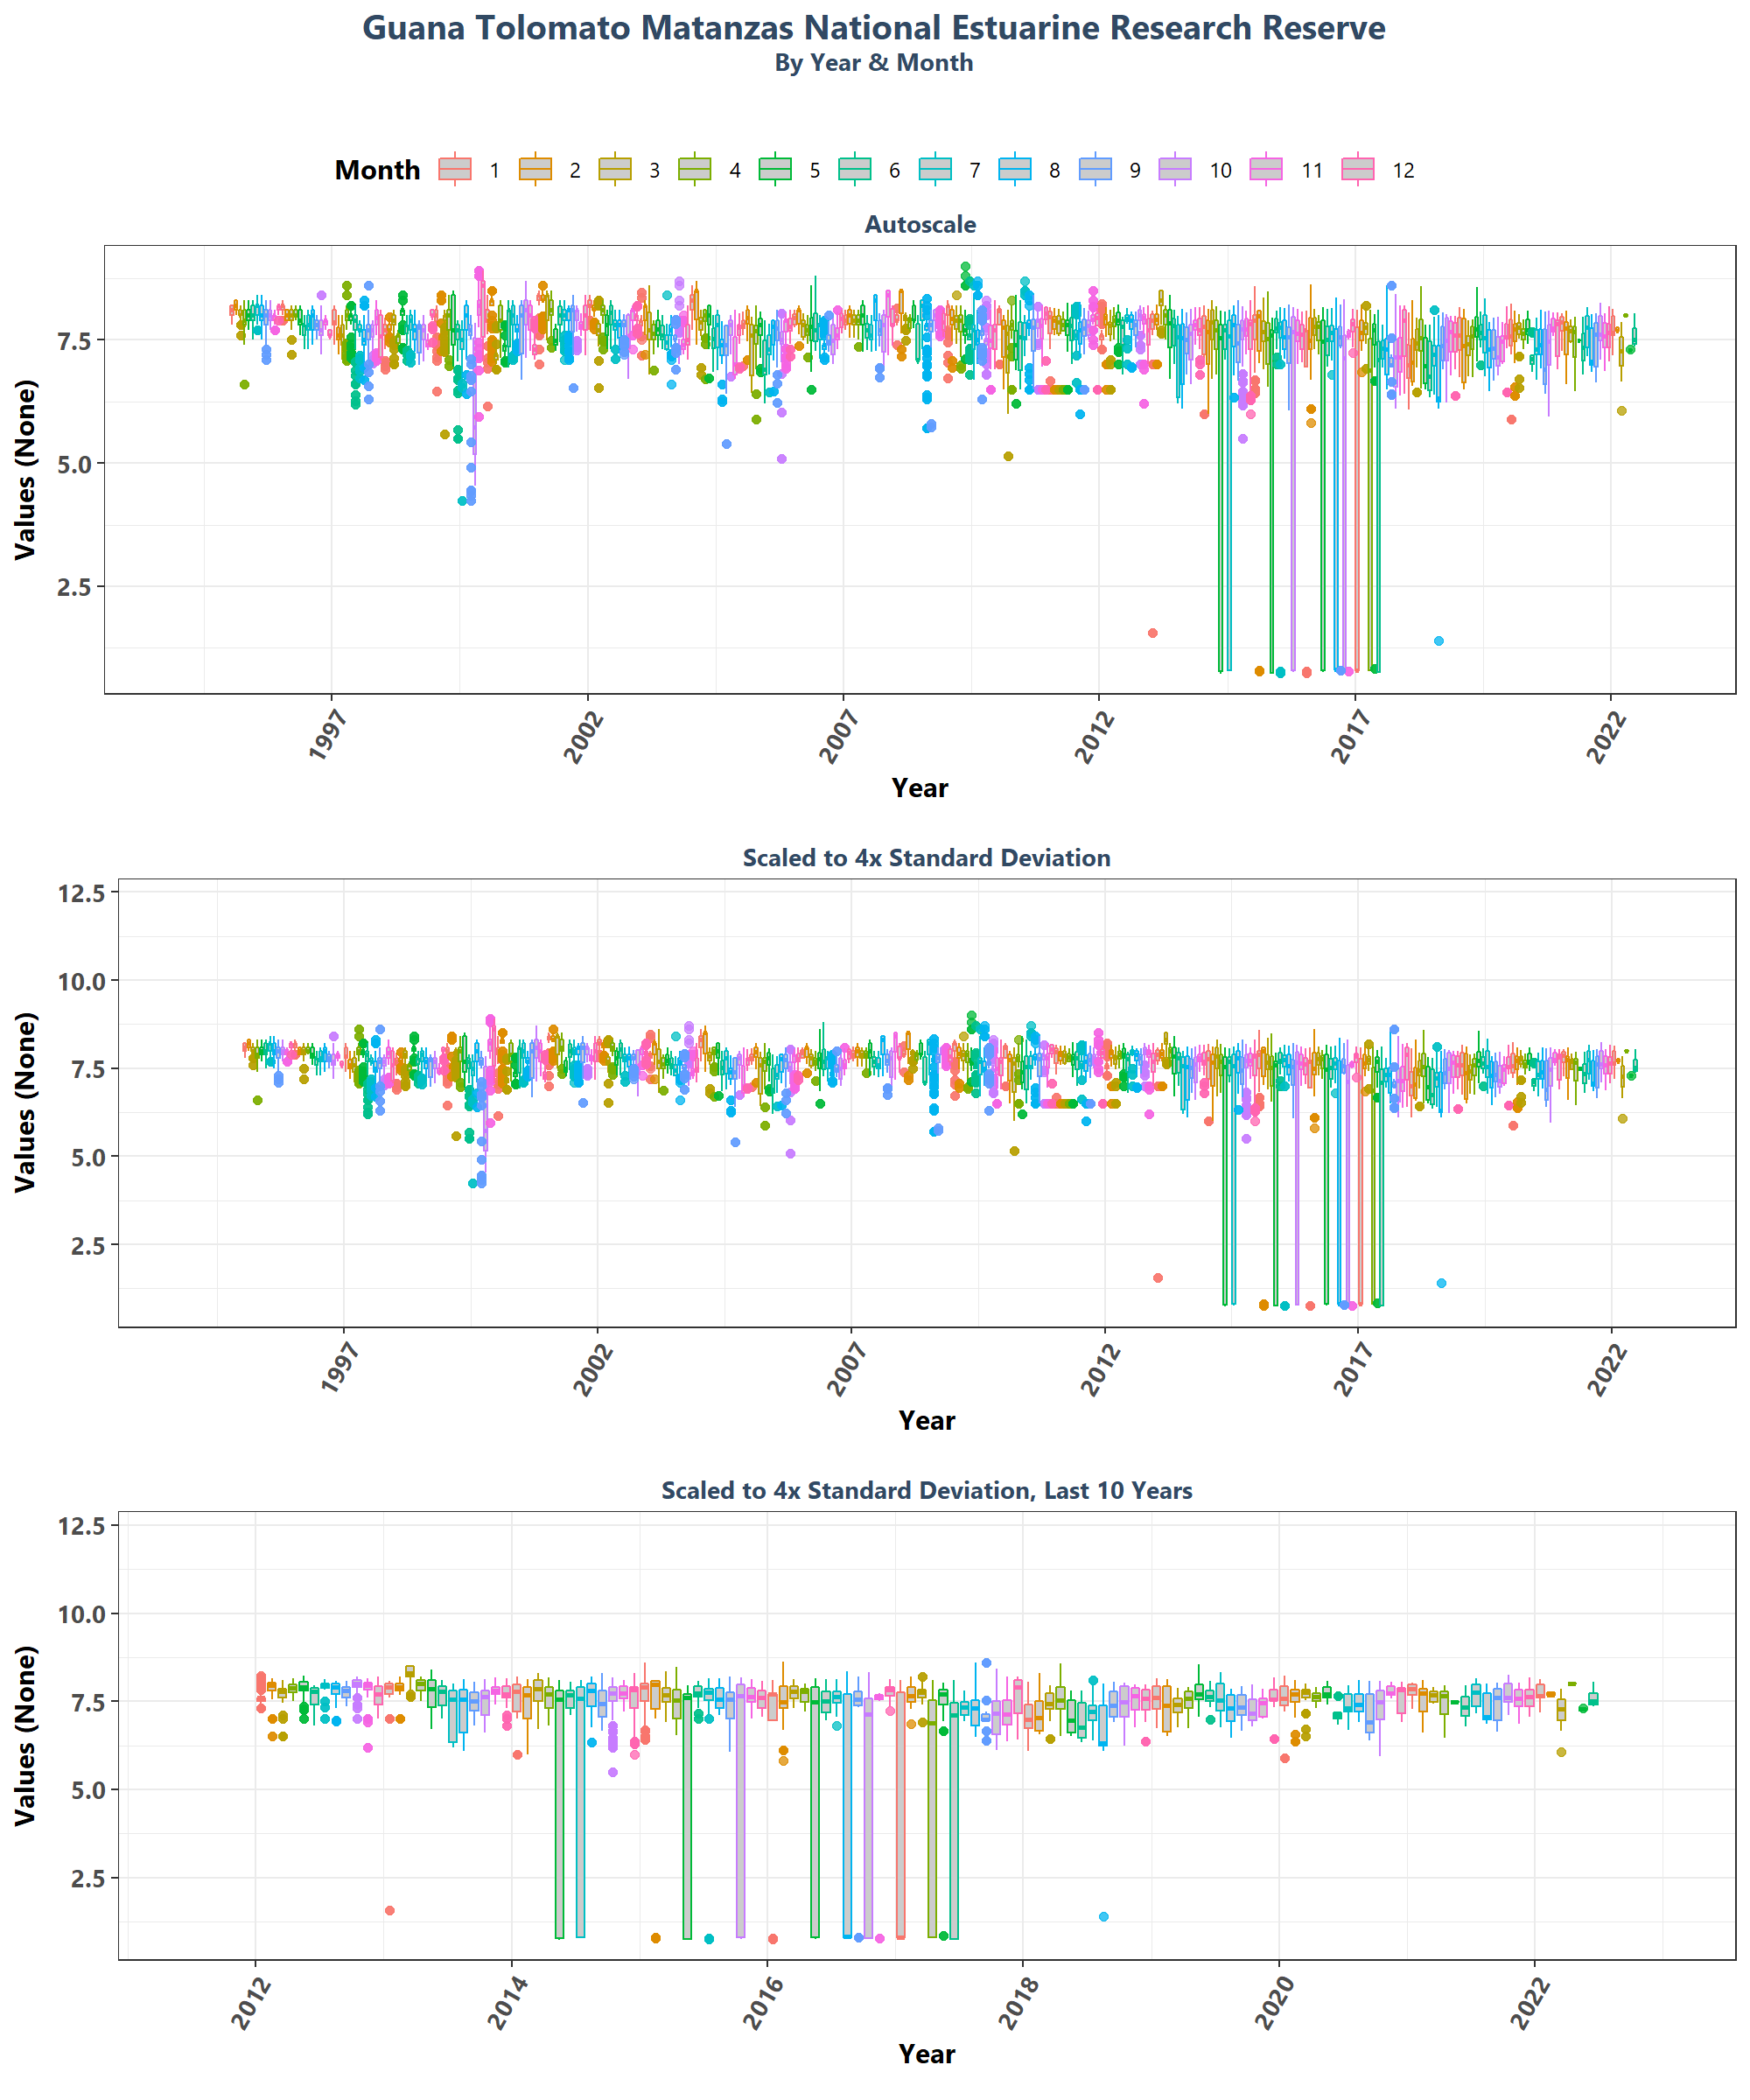 Guana Tolomato Matanzas National Estuarine Research Reserve
By Year & Month
Month 1 2 3 4 5 6 7 8 9 10 11 12
Autoscale
Values (None)
7.5
5.0
2.5
1997 2002 2007 2012 2017 2022
Year
Scaled to 4x Standard Deviation
Values (None)
12.5
10.0
7.5
5.0
2.5
1997 2002 2007 2012 2017 2022
Year
Scaled to 4x Standard Deviation, Last 10 Years
Values (None)
12.5
10.0
7.5
5.0
2.5
2012 2014 2016 2018 2020 2022
Year